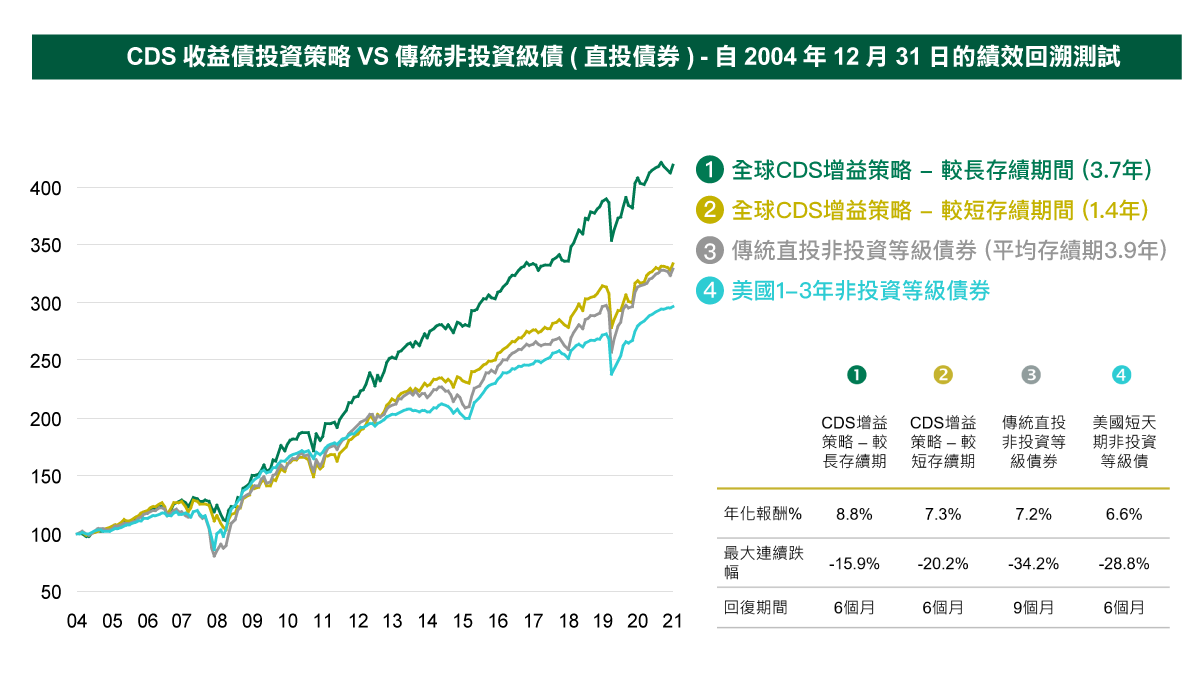 CDS 收益債投資策略 VS 傳統非投資級債 ( 直投債券 ) - 自 2004 年 12 月 31 日的績效回溯測試
1 全球CDS增益策略 – 較長存續期間 (3.7年)
2 全球CDS增益策略 – 較短存續期間 (1.4年)
3 傳統直投非投資等級債券 (平均存續期3.9年)
4 美國1–3年非投資等級債券
400
350
300
250
200
150
100
50
04 05 06 07 08 09 10 11 12 13 14 15 16 17 18 19 20 21
1 2 3 4
CDS增益 CDS增益 傳統直投 美國短天
策略 – 較 策略 – 較 非投資等 期非投資
長存續期 短存續期 級債券 等級債
年化報酬% 8.8% 7.3% 7.2% 6.6%
最大連續跌
幅 -15.9% -20.2% -34.2% -28.8%
回復期間 6個月 6個月 9個月 6個月